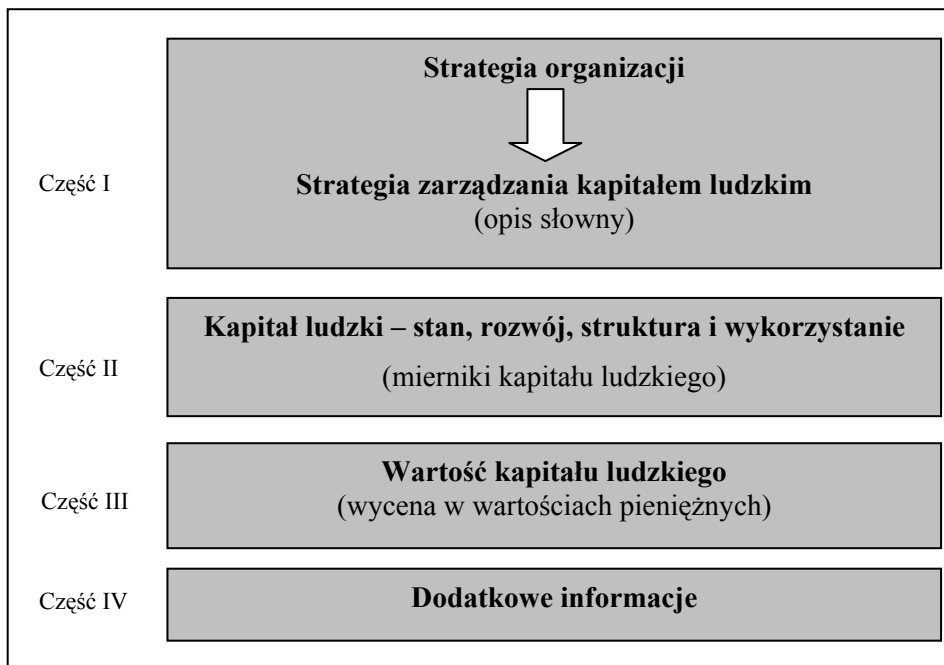 Strategia organizacji
Część I
Strategia zarządzania kapitałem ludzkim
(opis słowny)
Kapitał ludzki – stan, rozwój, struktura i wykorzystanie
Część II
(mierniki kapitału ludzkiego)
Wartość kapitału ludzkiego
Część III
(wycena w wartościach pieniężnych)
Część IV
Dodatkowe informacje